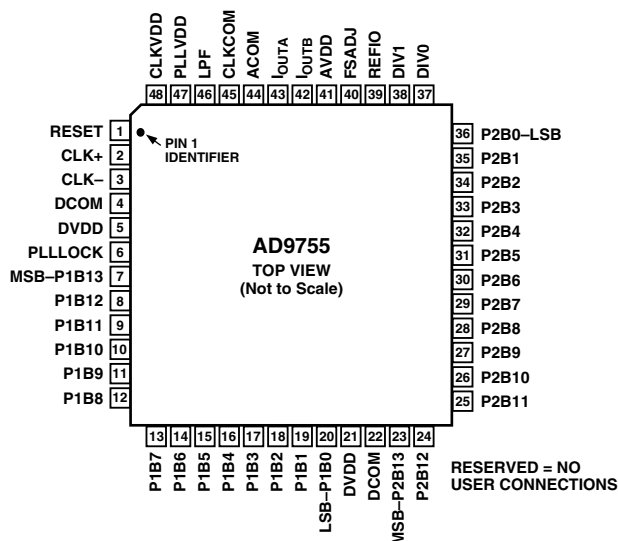 CLKVDD
PLLVDD
LPF
CLKCOM
ACOM
IOUTA
IOUTB
AVDD
FSADJ
REFIO
DIV1
DIV0
48 47 46 45 44 43 42 41 40 39 38 37
RESET 1
CLK+ 2
CLK– 3
DCOM 4
DVDD 5
PLLLOCK 6
MSB–P1B13 7
P1B12 8
P1B11 9
P1B10 10
P1B9 11
P1B8 12
PIN 1
IDENTIFIER
AD9755
TOP VIEW
(Not to Scale)
36 P2B0–LSB
35 P2B1
34 P2B2
33 P2B3
32 P2B4
31 P2B5
30 P2B6
29 P2B7
28 P2B8
27 P2B9
26 P2B10
25 P2B11
13 14 15 16 17 18 19 20 21 22 23 24
P1B7
P1B6
P1B5
P1B4
P1B3
P1B2
P1B1
LSB–P1B0
DVDD
DCOM
MSB–P2B13
P2B12
RESERVED = NO
USER CONNECTIONS